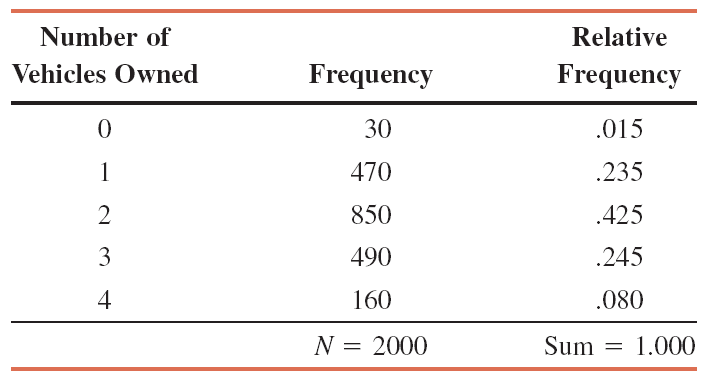 Number of Vehicles Owned Frequency Relative Frequency
0 30 .015
1 470 .235
2 850 .425
3 490 .245
4 160 .080
N = 2000 Sum = 1.000